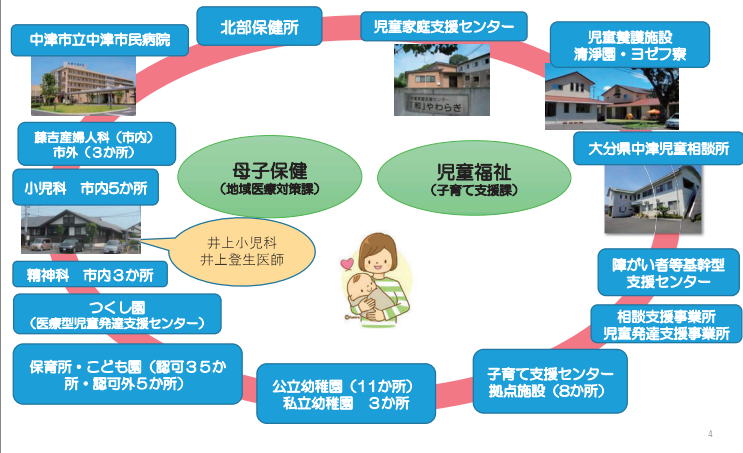 北部保健所
児童家庭支援センター
中津市立中津市民病院
児童養護施設
清浄園・ヨゼフ寮
やわらぎ
藤吉産婦人科（市内）
市外（３か所）
母子保健
（地域医療対策課）
児童福祉
（子育て支援課）
大分県中津児童相談所
小児科　市内5か所
井上小児科
井上登生医師
精神科　市内３か所
障がい者等基幹型
支援センター
つくし園
（医療型児童発達支援センター）
相談支援事業所
児童発達支援事業所
保育所・こども園（認可３５か
所・認可外５か所）
公立幼稚園（１１か所）
私立幼稚園　３か所
子育て支援センター
拠点施設（８か所）
4